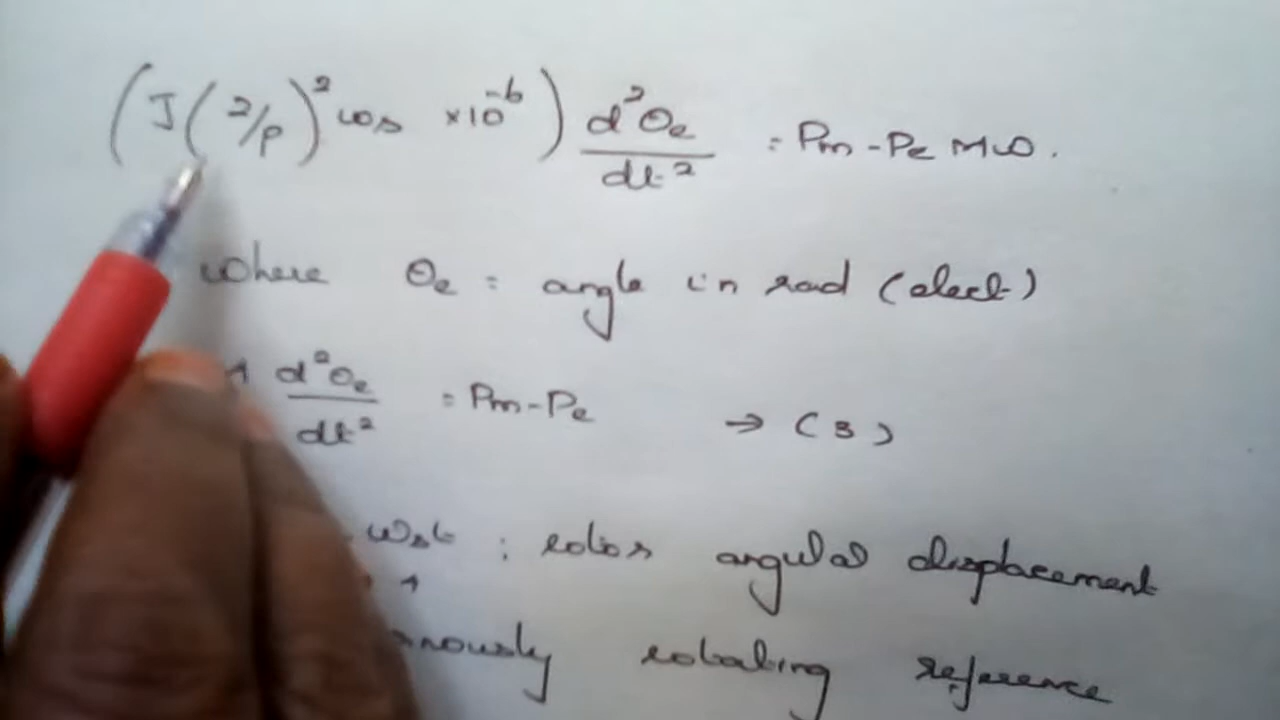 (J(2/p)² ωs ×10⁻⁶) d²θe/dt² = Pm - Pe MW.
where θe = angle in rad (elect)
d²θe/dt² = Pm-Pe → (3)
ωst : rotor angular displacement
nously rotating reference